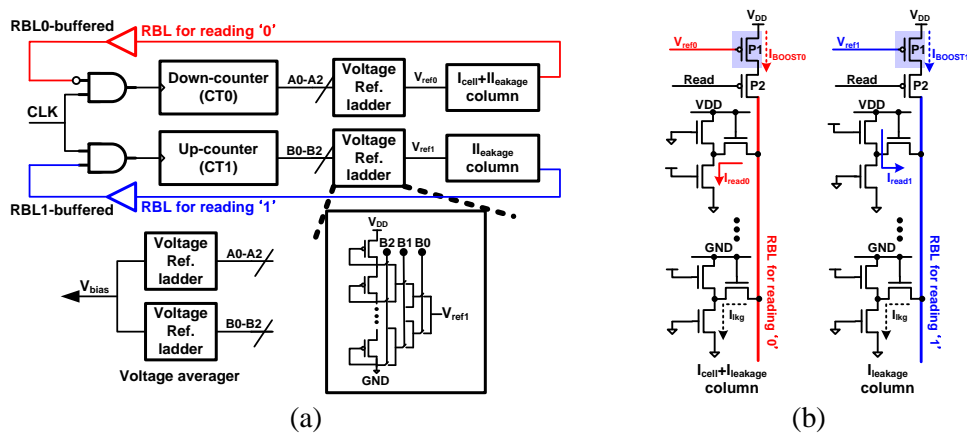 RBL0-buffered
RBL for reading '0'
CLK
Down-counter
(CT0)
A0-A2
Voltage
Ref.
ladder
Vref0
Icell+Ileakage
column
Up-counter
(CT1)
B0-B2
Voltage
Ref.
ladder
Vref1
Ileakage
column
RBL1-buffered
RBL for reading '1'
Vbias
Voltage
Ref.
ladder
A0-A2
Voltage
Ref.
ladder
B0-B2
Voltage averager
VDD
B2 B1 B0
Vref1
GND
(a)
VDD
Vref0
P1
IBOOST0
Read
P2
VDD
Iread0
GND
Ilkg
RBL for reading '0'
Icell+Ileakage
column
VDD
Vref1
P1
IBOOST1
Read
P2
VDD
Iread1
GND
Ilkg
RBL for reading '1'
Ileakage
column
(b)